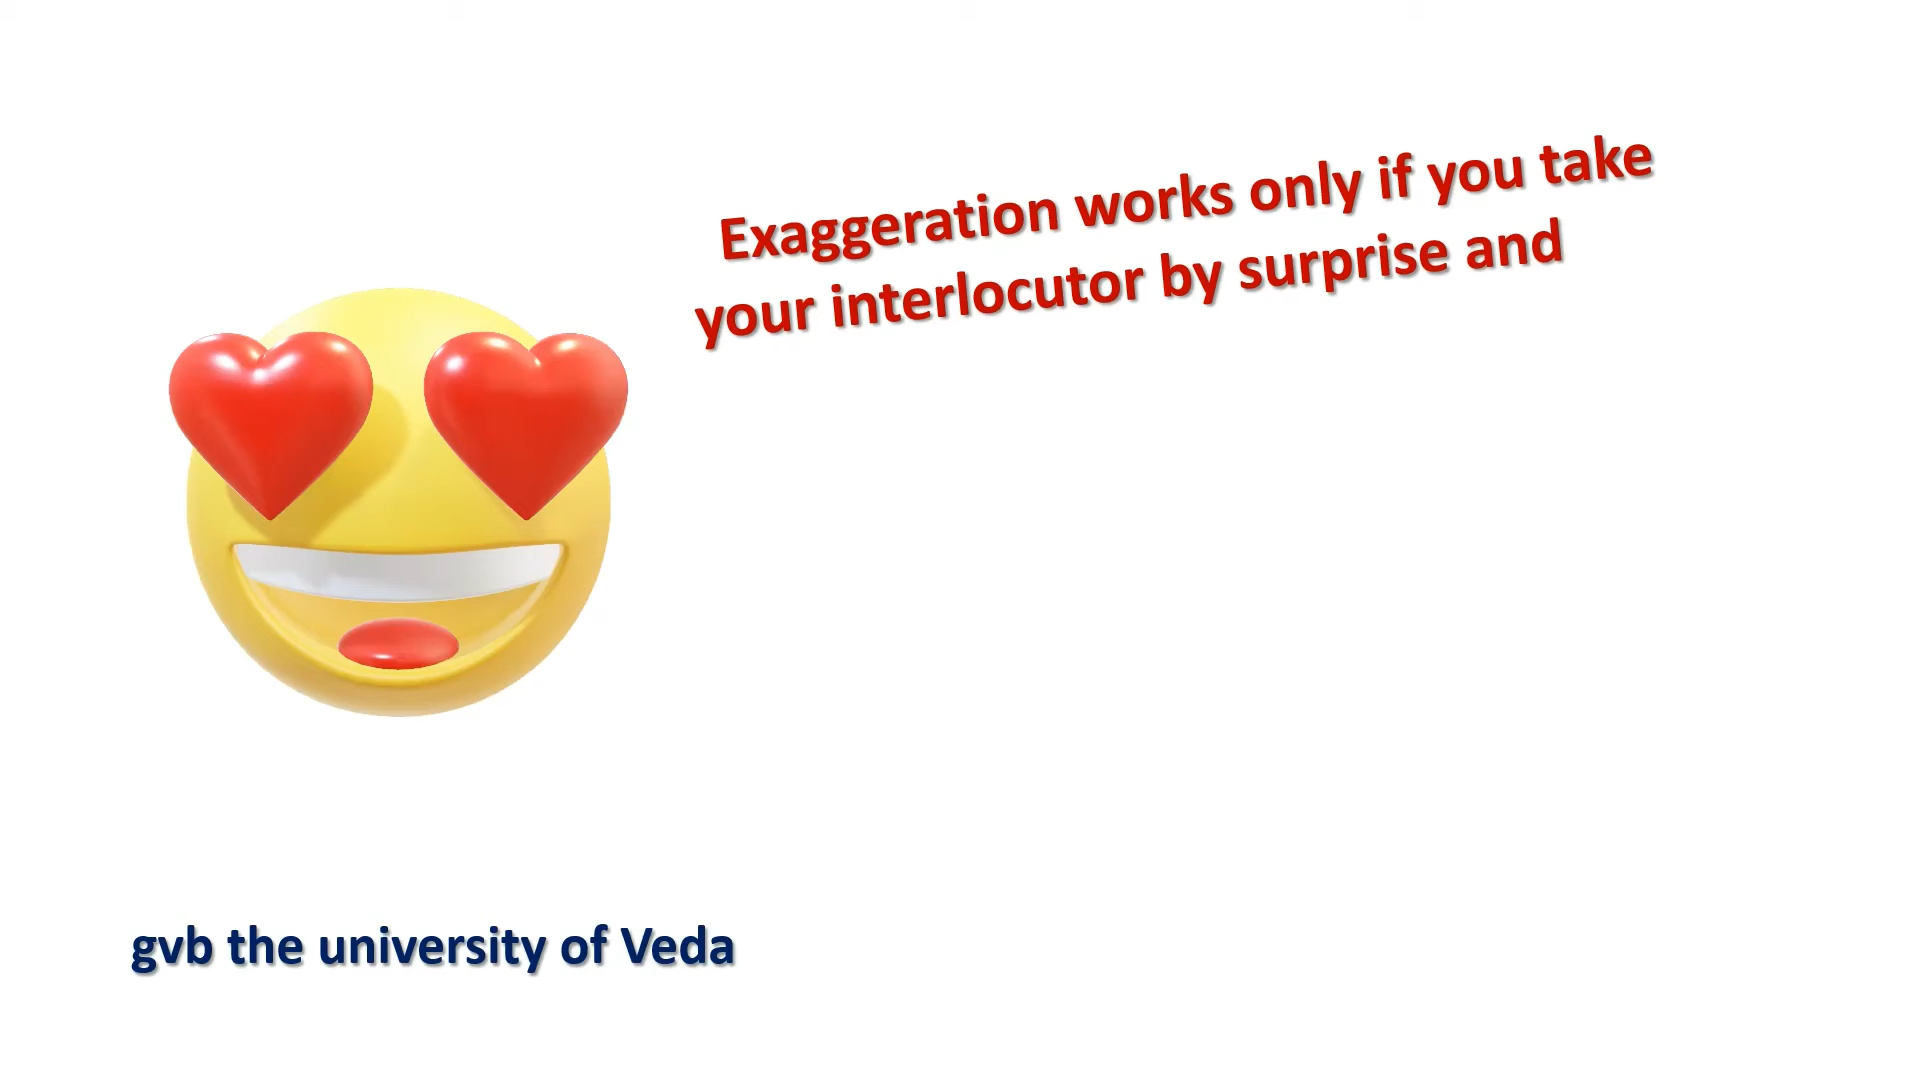 Exaggeration works only if you take
your interlocutor by surprise and
gvb the university of Veda